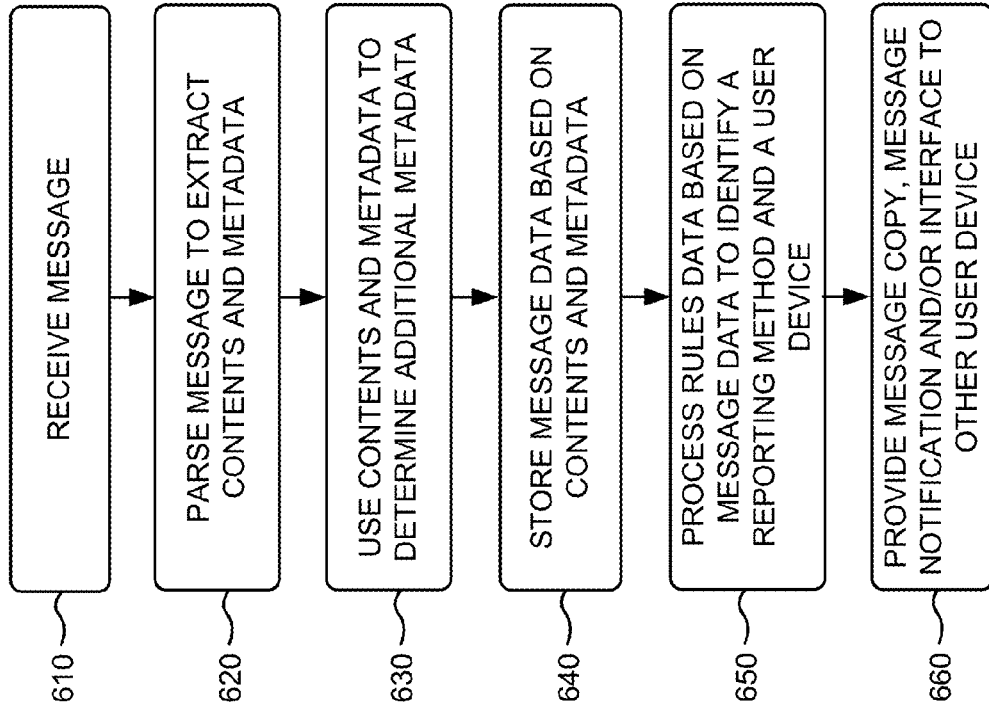 610
RECEIVE MESSAGE
620
PARSE MESSAGE TO EXTRACT
CONTENTS AND METADATA
630
USE CONTENTS AND METADATA TO
DETERMINE ADDITIONAL METADATA
640
STORE MESSAGE DATA BASED ON
CONTENTS AND METADATA
650
PROCESS RULES DATA BASED ON
MESSAGE DATA TO IDENTIFY A
REPORTING METHOD AND A USER
DEVICE
660
PROVIDE MESSAGE COPY, MESSAGE
NOTIFICATION AND/OR INTERFACE TO
OTHER USER DEVICE